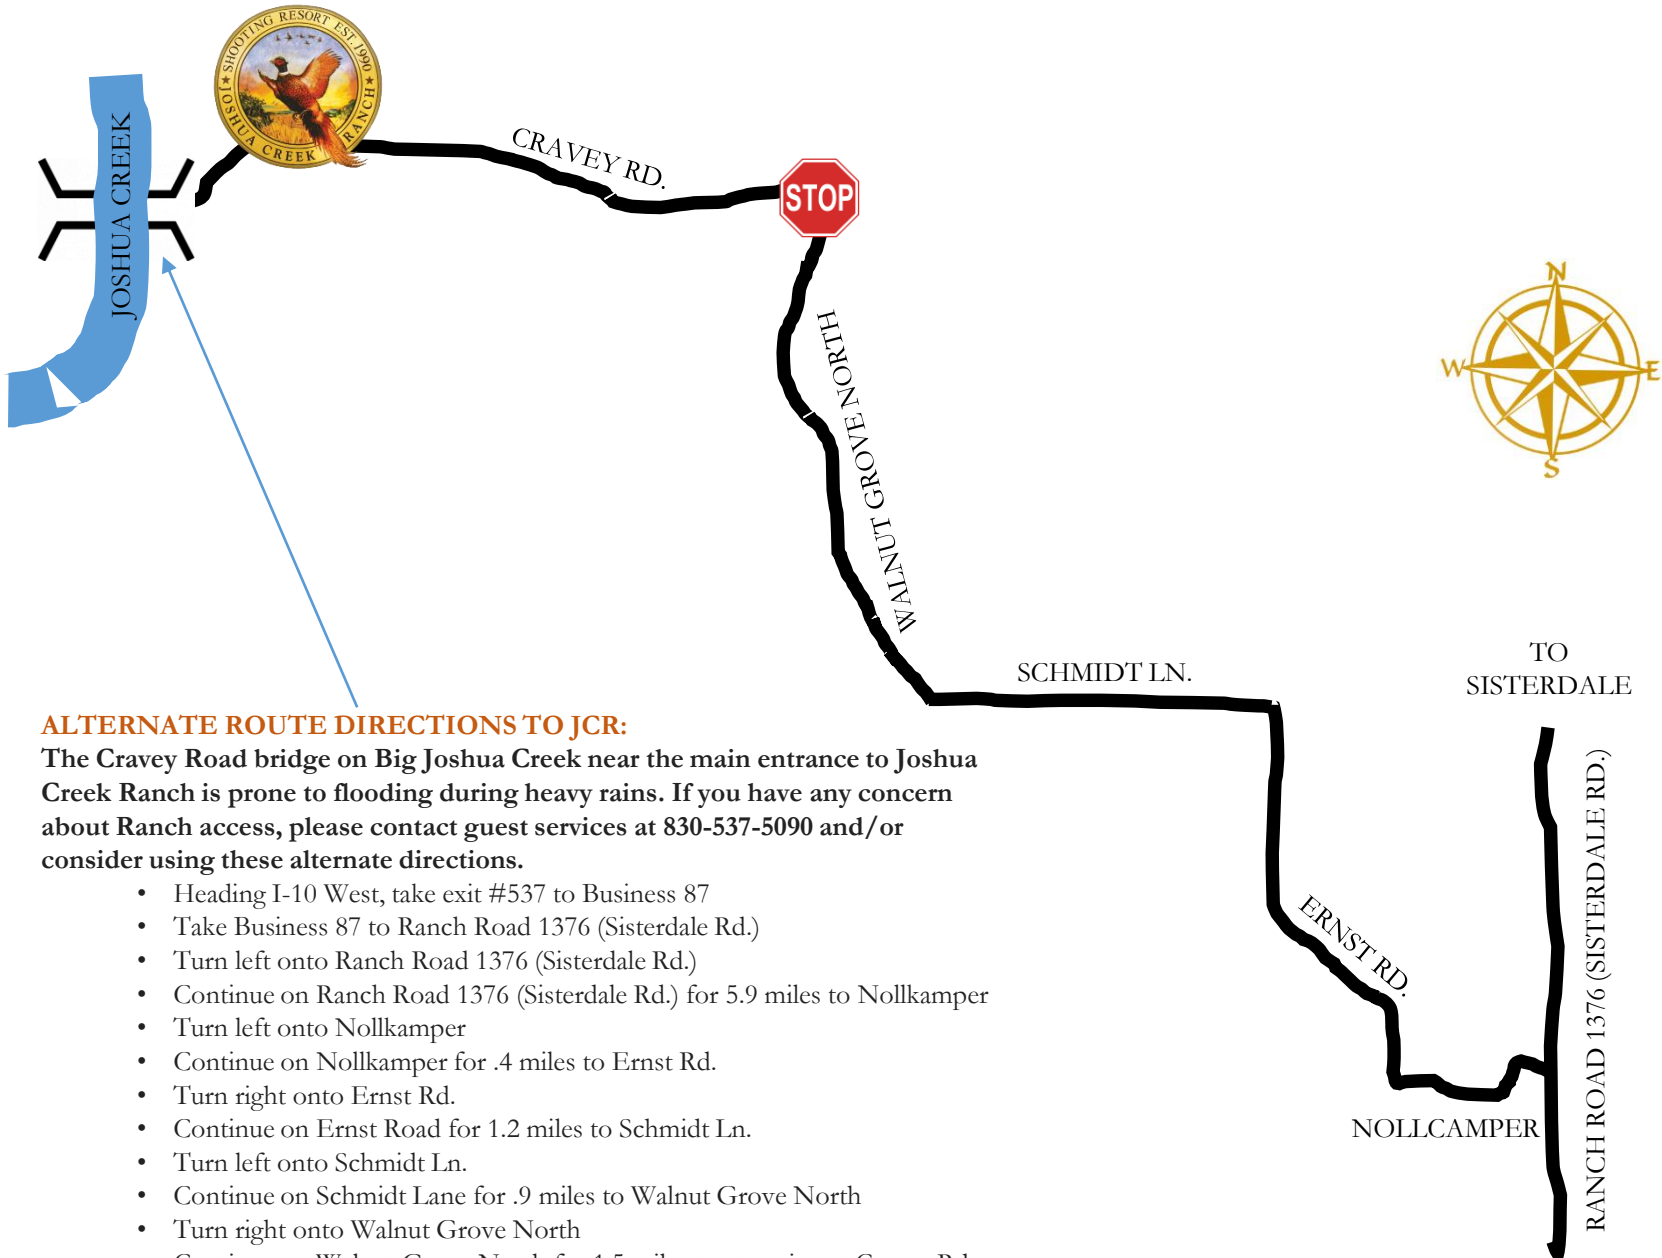 SHOOTING RESORT EST. 1990
JOSHUA CREEK RANCH
JOSHUA CREEK
CRAVEY RD.
STOP
WALNUT GROVE NORTH
N
W
E
S
SCHMIDT LN.
TO
SISTERDALE
RANCH ROAD 1376 (SISTERDALE RD.)
ERNST RD.
NOLLCAMPER
ALTERNATE ROUTE DIRECTIONS TO JCR:
The Cravey Road bridge on Big Joshua Creek near the main entrance to Joshua
Creek Ranch is prone to flooding during heavy rains. If you have any concern
about Ranch access, please contact guest services at 830-537-5090 and/or
consider using these alternate directions.
• Heading I-10 West, take exit #537 to Business 87
• Take Business 87 to Ranch Road 1376 (Sisterdale Rd.)
• Turn left onto Ranch Road 1376 (Sisterdale Rd.)
• Continue on Ranch Road 1376 (Sisterdale Rd.) for 5.9 miles to Nollkamper
• Turn left onto Nollkamper
• Continue on Nollkamper for .4 miles to Ernst Rd.
• Turn right onto Ernst Rd.
• Continue on Ernst Road for 1.2 miles to Schmidt Ln.
• Turn left onto Schmidt Ln.
• Continue on Schmidt Lane for .9 miles to Walnut Grove North
• Turn right onto Walnut Grove North